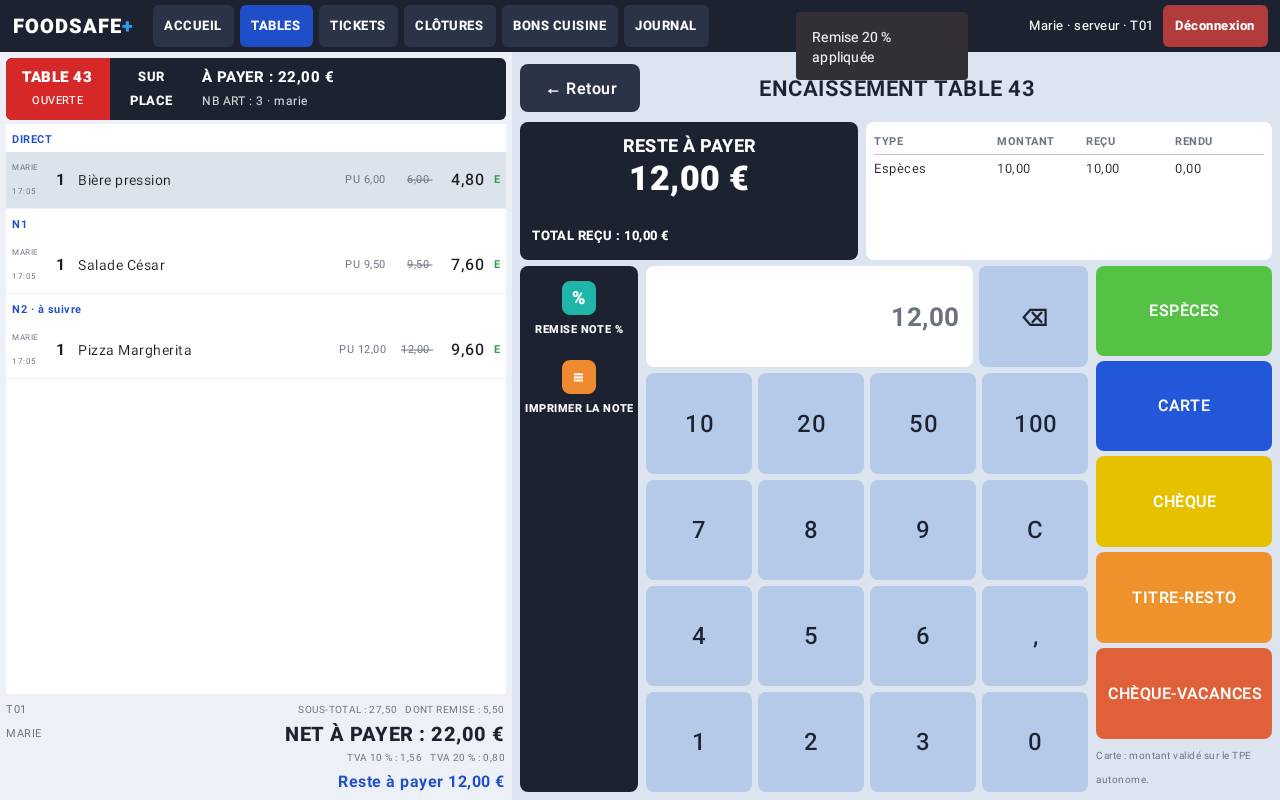 FOODSAFE+
ACCUEIL
TABLES
TICKETS
CLÔTURES
BONS CUISINE
JOURNAL
Remise 20 %
appliquée
Marie · serveur · T01
Déconnexion
TABLE 43
OUVERTE
SUR
PLACE
À PAYER : 22,00 €
NB ART : 3 · marie
DIRECT
MARIE
17:05
1 Bière pression PU 6,00 6,00 4,80 E
N1
MARIE
17:05
1 Salade César PU 9,50 9,50 7,60 E
N2 · à suivre
MARIE
17:05
1 Pizza Margherita PU 12,00 12,00 9,60 E
T01
MARIE
SOUS-TOTAL : 27,50 DONT REMISE : 5,50
NET À PAYER : 22,00 €
TVA 10 % : 1,56 TVA 20 % : 0,80
Reste à payer 12,00 €
← Retour
ENCAISSEMENT TABLE 43
RESTE À PAYER
12,00 €
TOTAL REÇU : 10,00 €
TYPE MONTANT REÇU RENDU
Espèces 10,00 10,00 0,00
%
REMISE NOTE %
≡
IMPRIMER LA NOTE
12,00
⌫
10 20 50 100
7 8 9 C
4 5 6 ,
1 2 3 0
ESPÈCES
CARTE
CHÈQUE
TITRE-RESTO
CHÈQUE-VACANCES
Carte : montant validé sur le TPE
autonome.